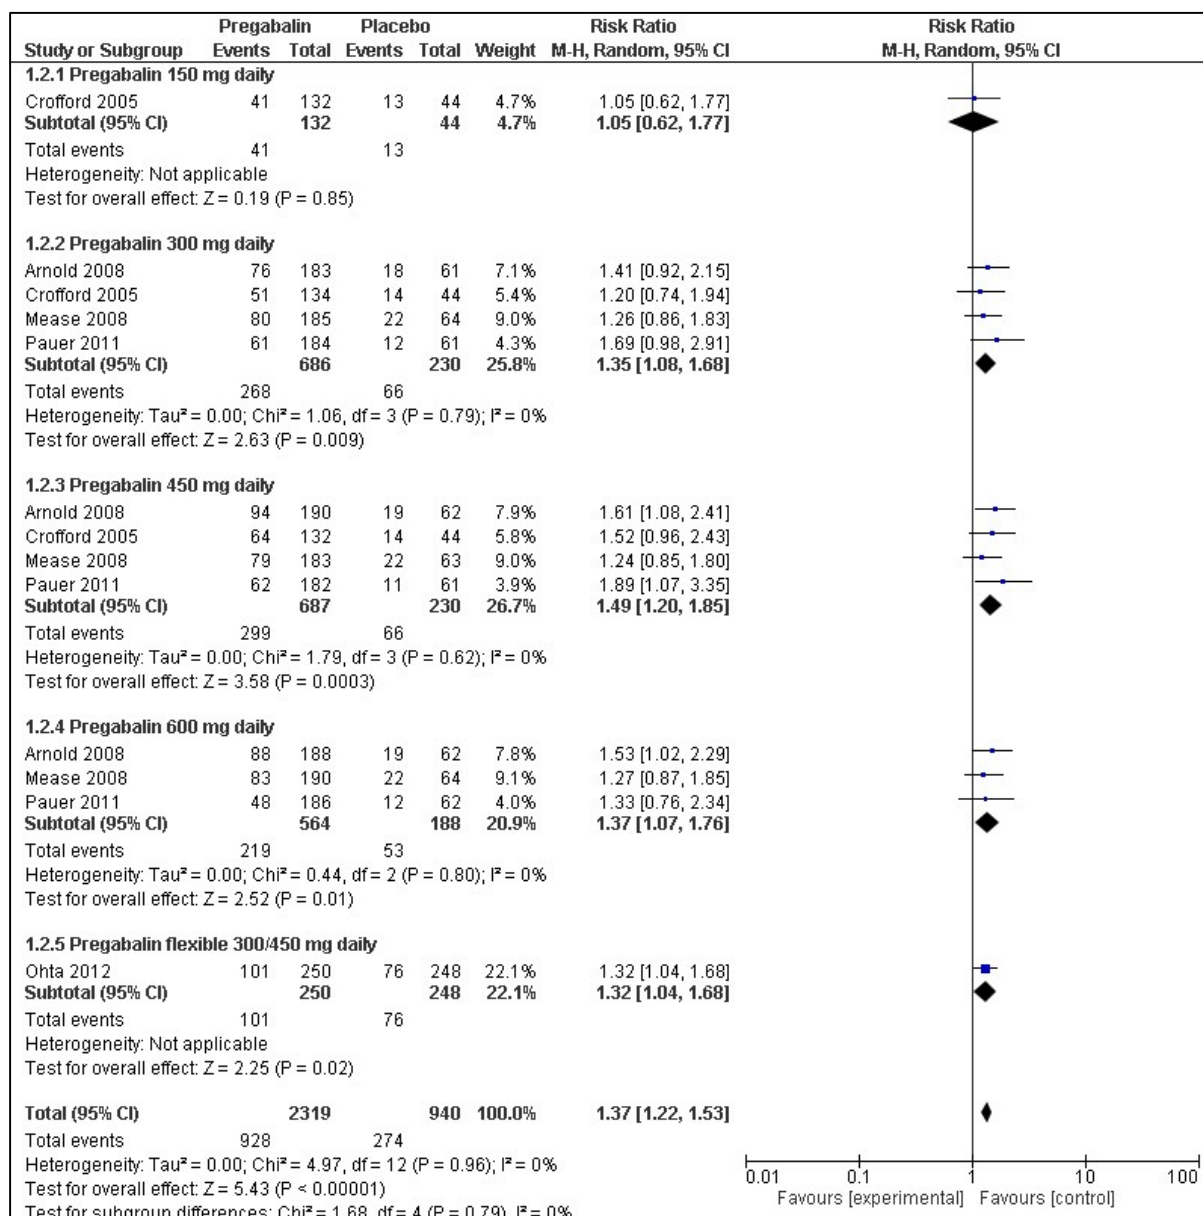 Pregabalin Placebo Risk Ratio Risk Ratio
Study or Subgroup Events Total Events Total Weight M-H, Random, 95% CI M-H, Random, 95% CI
1.2.1 Pregabalin 150 mg daily
Crofford 2005 41 132 13 44 4.7% 1.05 [0.62, 1.77]
Subtotal (95% CI) 132 44 4.7% 1.05 [0.62, 1.77]
Total events 41 13
Heterogeneity: Not applicable
Test for overall effect: Z = 0.19 (P = 0.85)
1.2.2 Pregabalin 300 mg daily
Arnold 2008 76 183 18 61 7.1% 1.41 [0.92, 2.15]
Crofford 2005 51 134 14 44 5.4% 1.20 [0.74, 1.94]
Mease 2008 80 185 22 64 9.0% 1.26 [0.86, 1.83]
Pauer 2011 61 184 12 61 4.3% 1.69 [0.98, 2.91]
Subtotal (95% CI) 686 230 25.8% 1.35 [1.08, 1.68]
Total events 268 66
Heterogeneity: Tau² = 0.00; Chi² = 1.06, df = 3 (P = 0.79); I² = 0%
Test for overall effect: Z = 2.63 (P = 0.009)
1.2.3 Pregabalin 450 mg daily
Arnold 2008 94 190 19 62 7.9% 1.61 [1.08, 2.41]
Crofford 2005 64 132 14 44 5.8% 1.52 [0.96, 2.43]
Mease 2008 79 183 22 63 9.0% 1.24 [0.85, 1.80]
Pauer 2011 62 182 11 61 3.9% 1.89 [1.07, 3.35]
Subtotal (95% CI) 687 230 26.7% 1.49 [1.20, 1.85]
Total events 299 66
Heterogeneity: Tau² = 0.00; Chi² = 1.79, df = 3 (P = 0.62); I² = 0%
Test for overall effect: Z = 3.58 (P = 0.0003)
1.2.4 Pregabalin 600 mg daily
Arnold 2008 88 188 19 62 7.8% 1.53 [1.02, 2.29]
Mease 2008 83 190 22 64 9.1% 1.27 [0.87, 1.85]
Pauer 2011 48 186 12 62 4.0% 1.33 [0.76, 2.34]
Subtotal (95% CI) 564 188 20.9% 1.37 [1.07, 1.76]
Total events 219 53
Heterogeneity: Tau² = 0.00; Chi² = 0.44, df = 2 (P = 0.80); I² = 0%
Test for overall effect: Z = 2.52 (P = 0.01)
1.2.5 Pregabalin flexible 300/450 mg daily
Ohta 2012 101 250 76 248 22.1% 1.32 [1.04, 1.68]
Subtotal (95% CI) 250 248 22.1% 1.32 [1.04, 1.68]
Total events 101 76
Heterogeneity: Not applicable
Test for overall effect: Z = 2.25 (P = 0.02)
Total (95% CI) 2319 940 100.0% 1.37 [1.22, 1.53]
Total events 928 274
Heterogeneity: Tau² = 0.00; Chi² = 4.97, df = 12 (P = 0.96); I² = 0%
0.01 0.1 1 10 100
Test for overall effect: Z = 5.43 (P < 0.00001)
Favours [experimental] Favours [control]
Test for subgroup differences: Chi² = 1.68, df = 4 (P = 0.79), I² = 0%